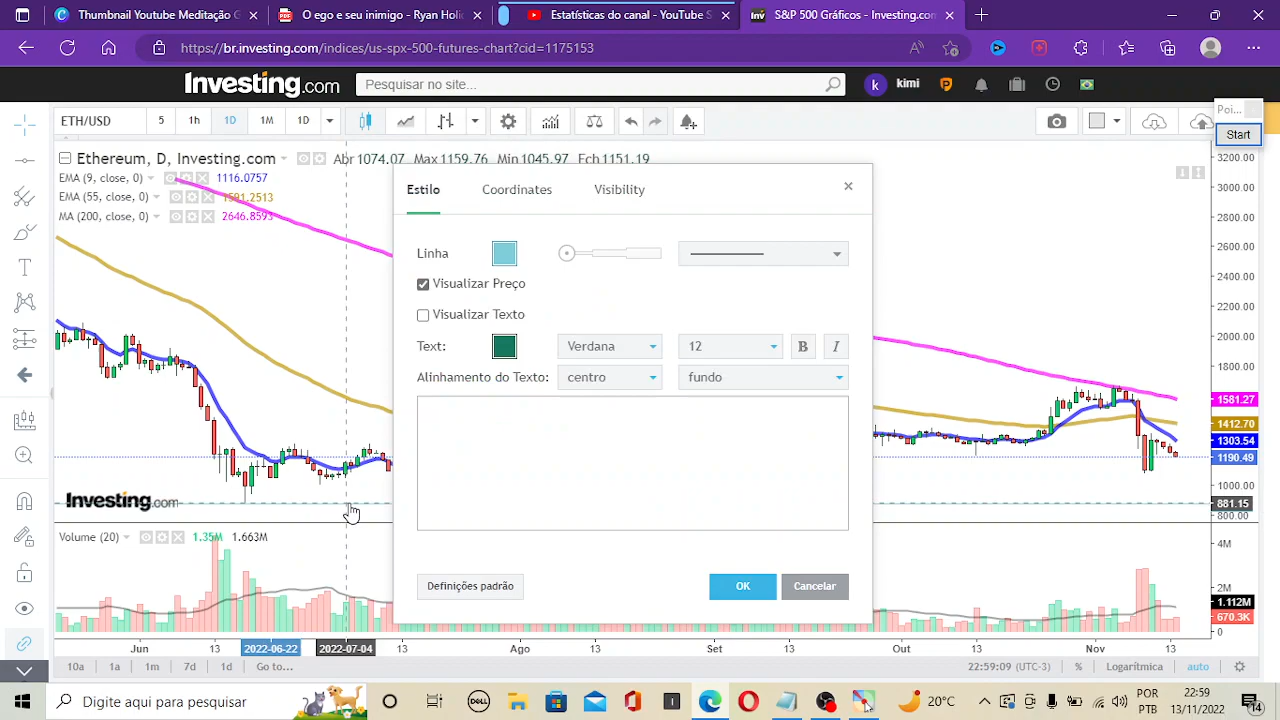 Thumbnail Godzillas
O ego é seu inimigo - Ryan Holiday
Estatísticas do canal - YouTube S
S&P 500 Gráficos - Investing.com
https://br.investing.com/indices/us-spx-500-futures-chart?cid=1175153
Investing.com
Pesquisar no site...
k
kimi
ETH/USD
5
1h
1D
1M
1D
Poi...
Start
Ethereum, D, Investing.com
Abr 1074.07 Max 1159.76 Min 1045.97 Fch 1151.19
EMA (9, close, 0) 1116.0757
EMA (55, close, 0)
MA (200, close, 0) 2646.8593
3200.00
3000.00
2800.00
2600.00
2400.00
2200.00
2000.00
1800.00
1581.27
1412.70
1303.54
1190.49
1000.00
881.15
800.00
Estilo
Coordinates
Visibility
Linha
Visualizar Preço
Visualizar Texto
Text:
Verdana
12
B
I
Alinhamento do Texto:
centro
fundo
Definições padrão
OK
Cancelar
Investing.com
Volume (20) 1.35M 1.663M
4M
2M
1.112M
670.3K
0
Jun
13
2022-06-22
2022-07-04
13
Ago
13
Set
13
Out
13
Nov
13
10a
1a
1m
7d
1d
Go to...
22:59:09 (UTC-3)
%
Logarítmica
auto
Digite aqui para pesquisar
DELL
20°C
POR
PTB2
22:59
13/11/2022
14